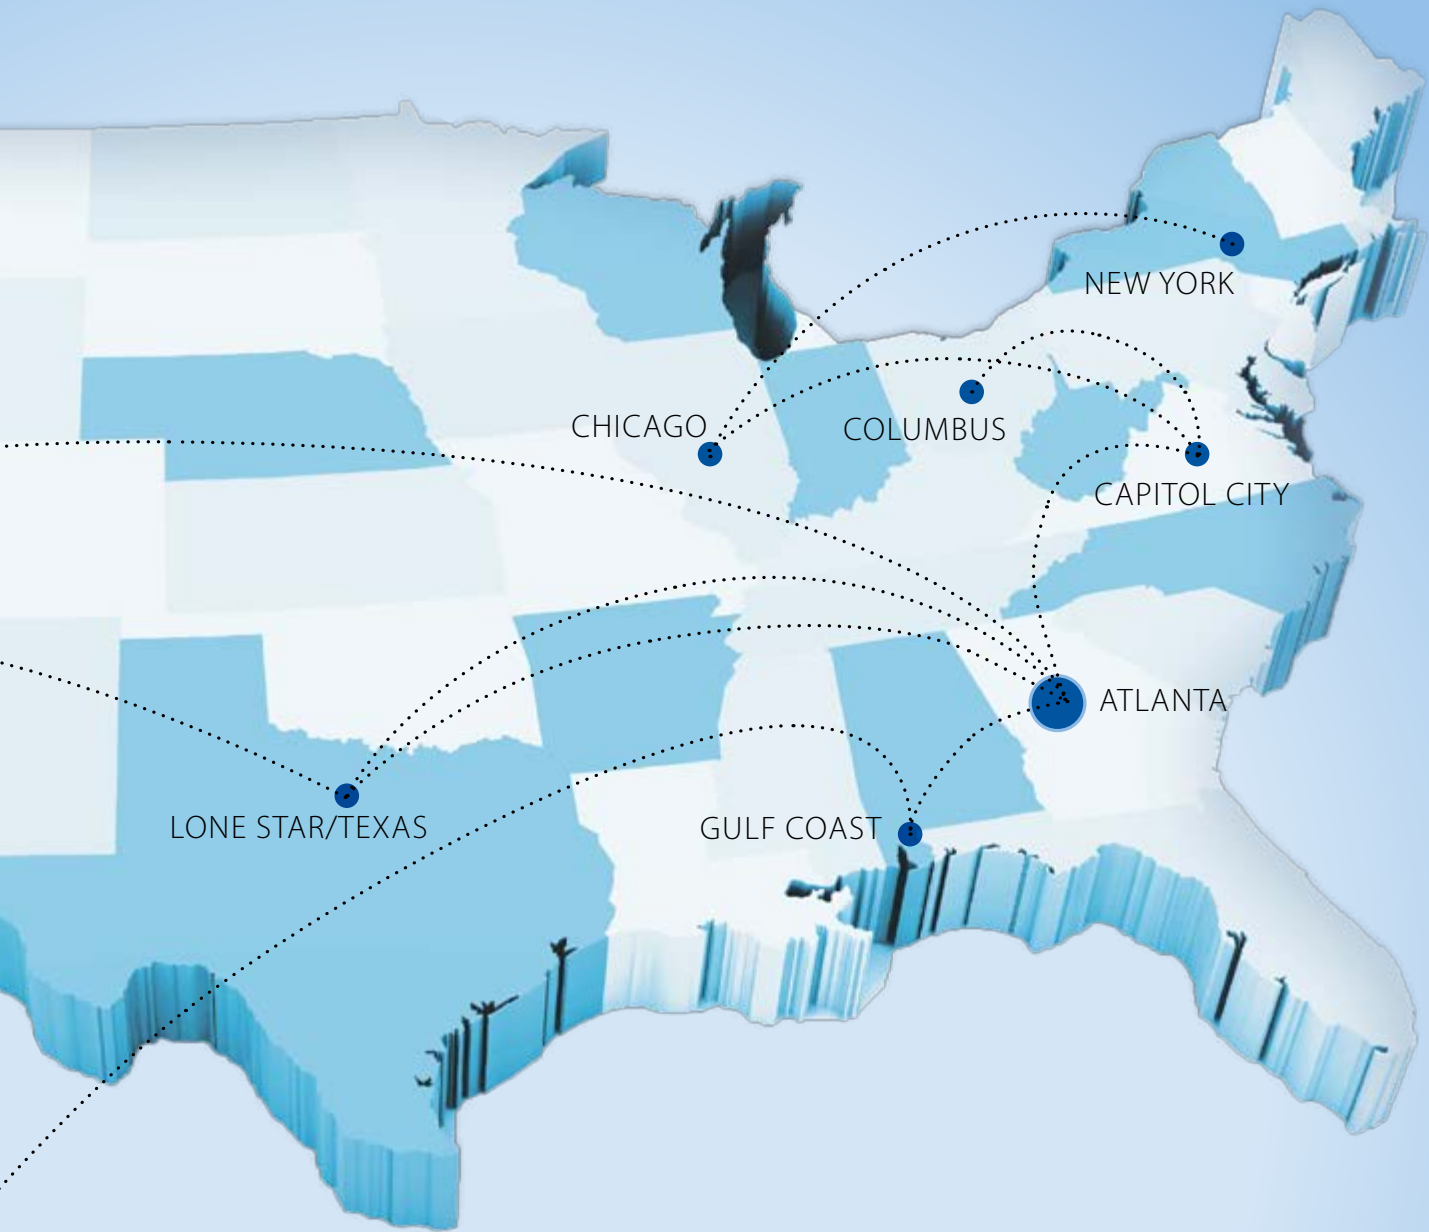 NEW YORK
CHICAGO
COLUMBUS
CAPITOL CITY
ATLANTA
LONE STAR/TEXAS
GULF COAST